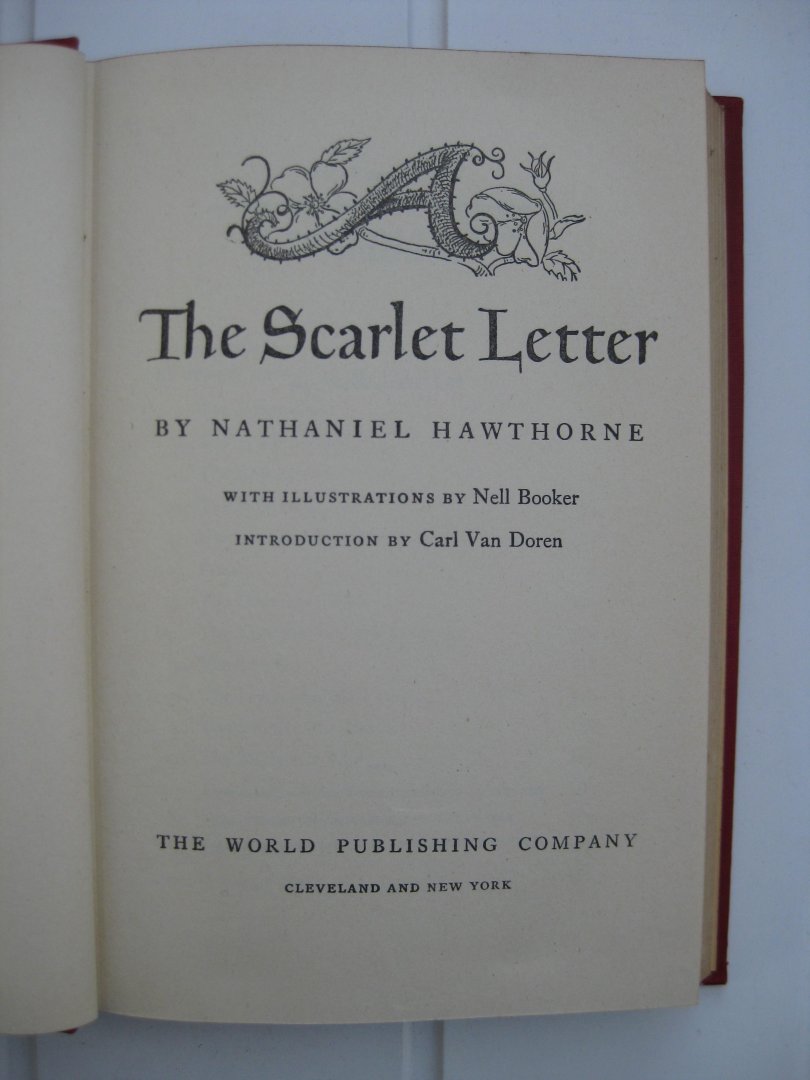 A
The Scarlet Letter
BY NATHANIEL HAWTHORNE
WITH ILLUSTRATIONS BY Nell Booker
INTRODUCTION BY Carl Van Doren
THE WORLD PUBLISHING COMPANY
CLEVELAND AND NEW YORK